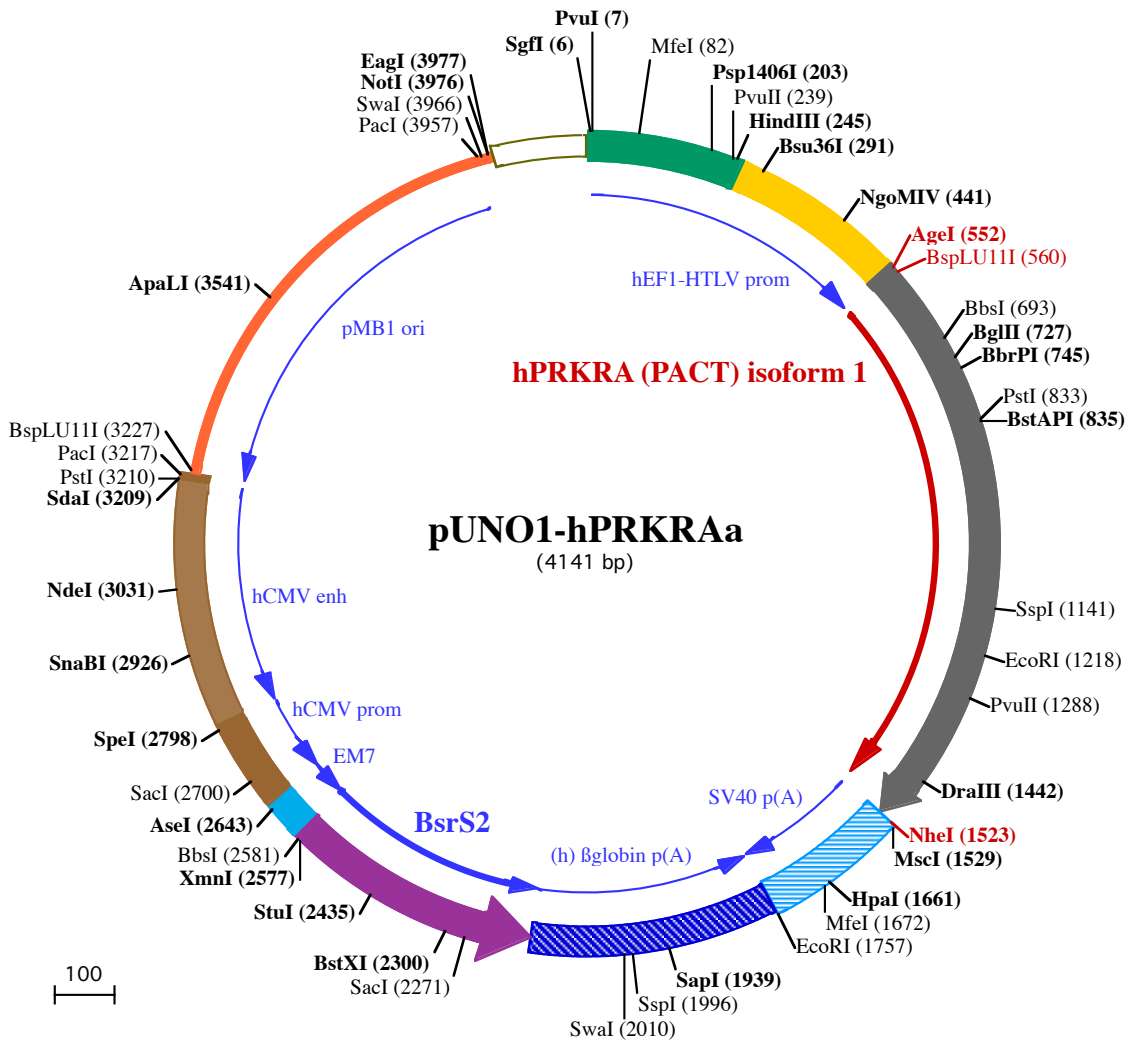 PvuI (7)
SgfI (6)
MfeI (82)
Psp1406I (203)
PvuII (239)
HindIII (245)
Bsu36I (291)
NgoMIV (441)
AgeI (552)
BspLU11I (560)
BbsI (693)
BglII (727)
BbrPI (745)
PstI (833)
BstAPI (835)
SspI (1141)
EcoRI (1218)
PvuII (1288)
DraIII (1442)
NheI (1523)
MscI (1529)
HpaI (1661)
MfeI (1672)
EcoRI (1757)
SapI (1939)
SspI (1996)
SwaI (2010)
SacI (2271)
BstXI (2300)
StuI (2435)
XmnI (2577)
BbsI (2581)
AseI (2643)
SacI (2700)
SpeI (2798)
SnaBI (2926)
NdeI (3031)
SdaI (3209)
PstI (3210)
PacI (3217)
BspLU11I (3227)
ApaLI (3541)
PacI (3957)
SwaI (3966)
NotI (3976)
EagI (3977)
hEF1-HTLV prom
pMB1 ori
hPRKRA (PACT) isoform 1
pUNO1-hPRKRAa
(4141 bp)
hCMV enh
hCMV prom
EM7
BsrS2
(h) ßglobin p(A)
SV40 p(A)
100